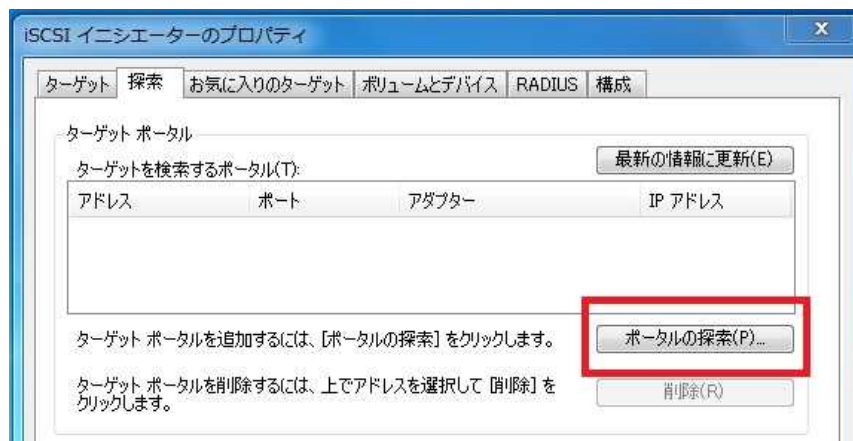 iSCSI イニシエーターのプロパティ
x
ターゲット 探索 お気に入りのターゲット ボリュームとデバイス RADIUS 構成
ターゲット ポータル
ターゲットを検索するポータル(T):
最新の情報に更新(E)
アドレス ポート アダプター IP アドレス
ターゲット ポータルを追加するには、[ポータルの探索] をクリックします。
ポータルの探索(P)...
ターゲット ポータルを削除するには、上でアドレスを選択して [削除] を
クリックします。
削除(R)